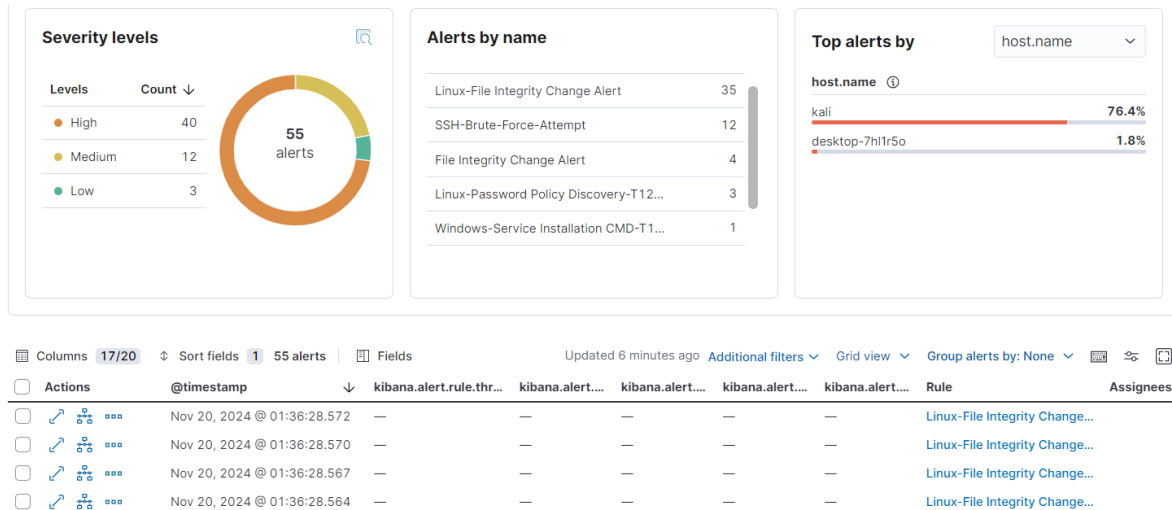 Severity levels
Levels Count
High 40
Medium 12
Low 3
55
alerts
Alerts by name
Linux-File Integrity Change Alert 35
SSH-Brute-Force-Attempt 12
File Integrity Change Alert 4
Linux-Password Policy Discovery-T12... 3
Windows-Service Installation CMD-T1... 1
Top alerts by host.name
host.name
kali 76.4%
desktop-7hl1r5o 1.8%
Columns 17/20 Sort fields 1 55 alerts Fields Updated 6 minutes ago Additional filters Grid view Group alerts by: None
Actions @timestamp kibana.alert.rule.thr... kibana.alert.... kibana.alert.... kibana.alert.... kibana.alert.... Rule Assignees
Nov 20, 2024 @ 01:36:28.572 — — — — — Linux-File Integrity Change...
Nov 20, 2024 @ 01:36:28.570 — — — — — Linux-File Integrity Change...
Nov 20, 2024 @ 01:36:28.567 — — — — — Linux-File Integrity Change...
Nov 20, 2024 @ 01:36:28.564 — — — — — Linux-File Integrity Change...